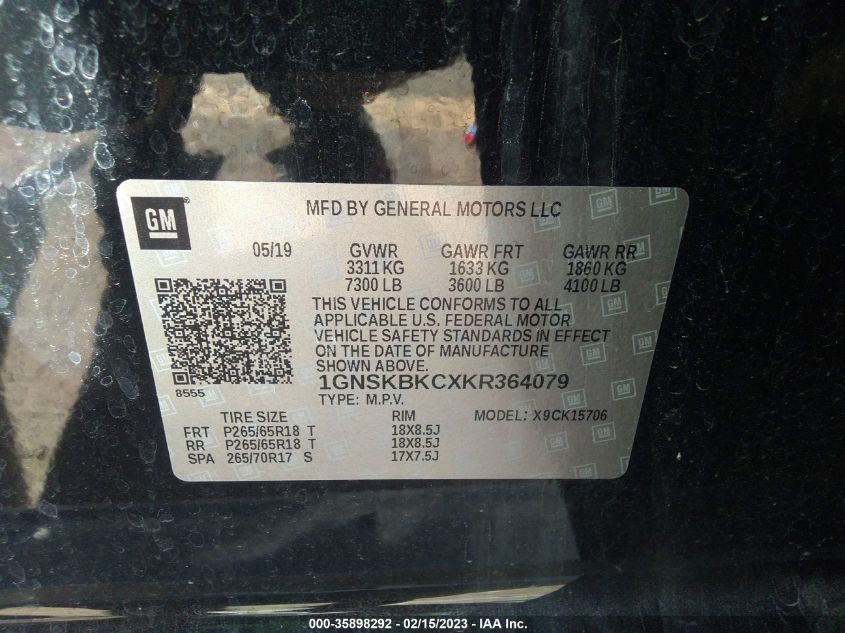 GM
MFD BY GENERAL MOTORS LLC
05/19 GVWR GAWR FRT GAWR RR
3311 KG 1633 KG 1860 KG
7300 LB 3600 LB 4100 LB
THIS VEHICLE CONFORMS TO ALL
APPLICABLE U.S. FEDERAL MOTOR
VEHICLE SAFETY STANDARDS IN EFFECT
ON THE DATE OF MANUFACTURE
SHOWN ABOVE.
8555
1GNSKBKCXKR364079
TYPE: M.P.V.
MODEL: X9CK15706
TIRE SIZE RIM
FRT P265/65R18 T 18X8.5J
RR P265/65R18 T 18X8.5J
SPA 265/70R17 S 17X7.5J
000-35898292 - 02/15/2023 - IAA Inc.